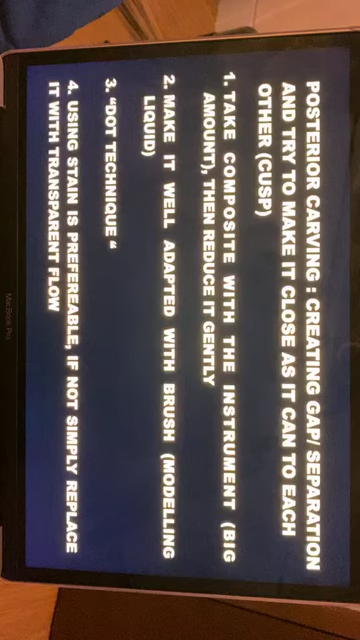 POSTERIOR CARVING : CREATING GAP/ SEPARATION
AND TRY TO MAKE IT CLOSE AS IT CAN TO EACH
OTHER (CUSP)
1. TAKE COMPOSITE WITH THE INSTRUMENT (BIG
AMOUNT), THEN REDUCE IT GENTLY
2. MAKE IT WELL ADAPTED WITH BRUSH (MODELLING
LIQUID)
3. “DOT TECHNIQUE “
4. USING STAIN IS PREFEREABLE, IF NOT SIMPLY REPLACE
IT WITH TRANSPARENT FLOW
MacBook Pro